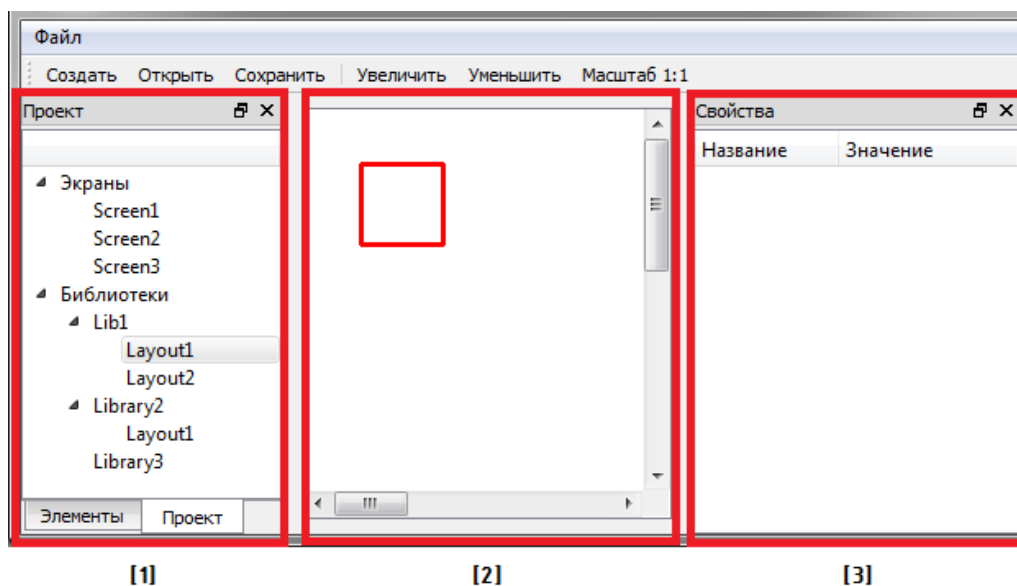 Файл
Создать Открыть Сохранить Увеличить Уменьшить Масштаб 1:1
Проект
Экраны
Screen1
Screen2
Screen3
Библиотеки
Lib1
Layout1
Layout2
Library2
Layout1
Library3
Элементы Проект
Свойства
Название Значение
[1] [2] [3]